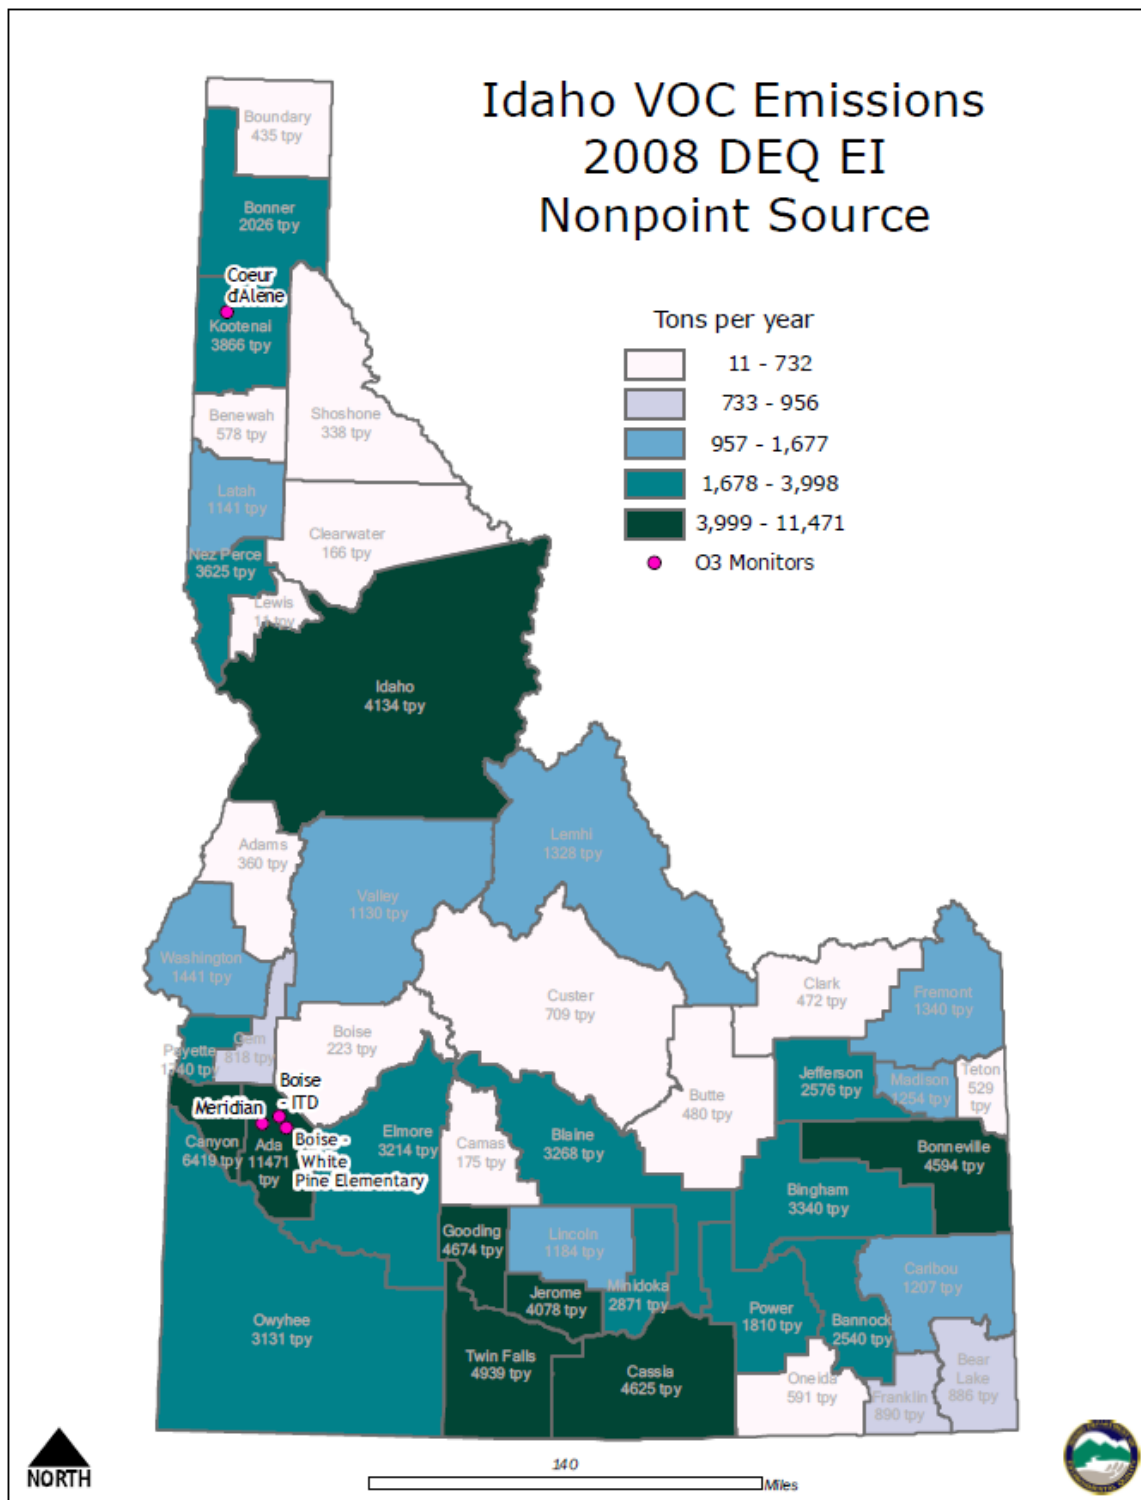 Idaho VOC Emissions
2008 DEQ EI
Nonpoint Source
Tons per year
11 - 732
733 - 956
957 - 1,677
1,678 - 3,998
3,999 - 11,471
O3 Monitors
Boundary
435 tpy
Bonner
2026 tpy
Coeur
d'Alene
Kootenai
3866 tpy
Benewah
578 tpy
Shoshone
338 tpy
Latah
1141 tpy
Clearwater
166 tpy
Nez Perce
3625 tpy
Lewis
11 tpy
Idaho
4134 tpy
Adams
360 tpy
Lemhi
1328 tpy
Valley
1130 tpy
Washington
1441 tpy
Custer
709 tpy
Clark
472 tpy
Fremont
1340 tpy
Payette
1740 tpy
Gem
818 tpy
Boise
223 tpy
Butte
480 tpy
Jefferson
2576 tpy
Madison
1254 tpy
Teton
529
tpy
Boise
- ITD
Meridian
Boise -
White
Pine Elementary
Canyon
6419 tpy
Ada
11471
tpy
Elmore
3214 tpy
Camas
175 tpy
Blaine
3268 tpy
Bonneville
4594 tpy
Bingham
3340 tpy
Gooding
4674 tpy
Lincoln
1184 tpy
Jerome
4078 tpy
Minidoka
2871 tpy
Caribou
1207 tpy
Owyhee
3131 tpy
Power
1810 tpy
Bannock
2540 tpy
Twin Falls
4939 tpy
Cassia
4625 tpy
Oneida
591 tpy
Franklin
890 tpy
Bear
Lake
886 tpy
NORTH
140
Miles